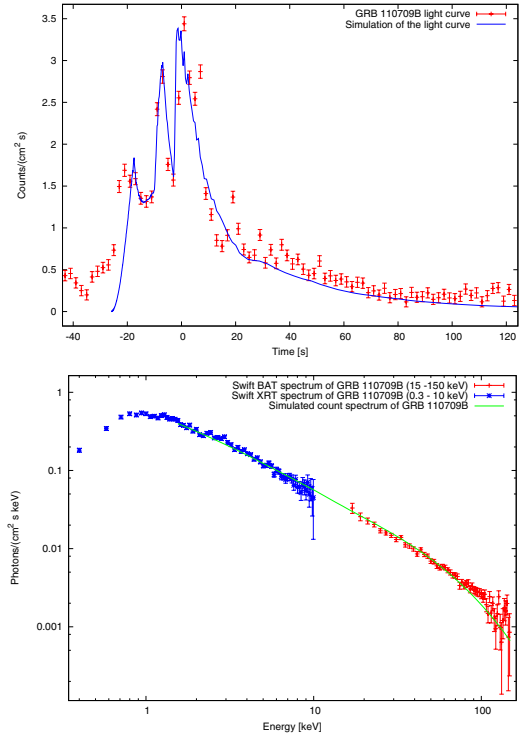 GRB 110709B light curve
Simulation of the light curve
Counts/(cm² s)
4
3.5
3
2.5
2
1.5
1
0.5
0
-40 -20 0 20 40 60 80 100 120
Time [s]
Swift BAT spectrum of GRB 110709B (15 -150 keV)
Swift XRT spectrum of GRB 110709B (0.3 - 10 keV)
Simulated count spectrum of GRB 110709B
Photons/(cm² s keV)
1
0.1
0.01
0.001
1 10 100
Energy [keV]